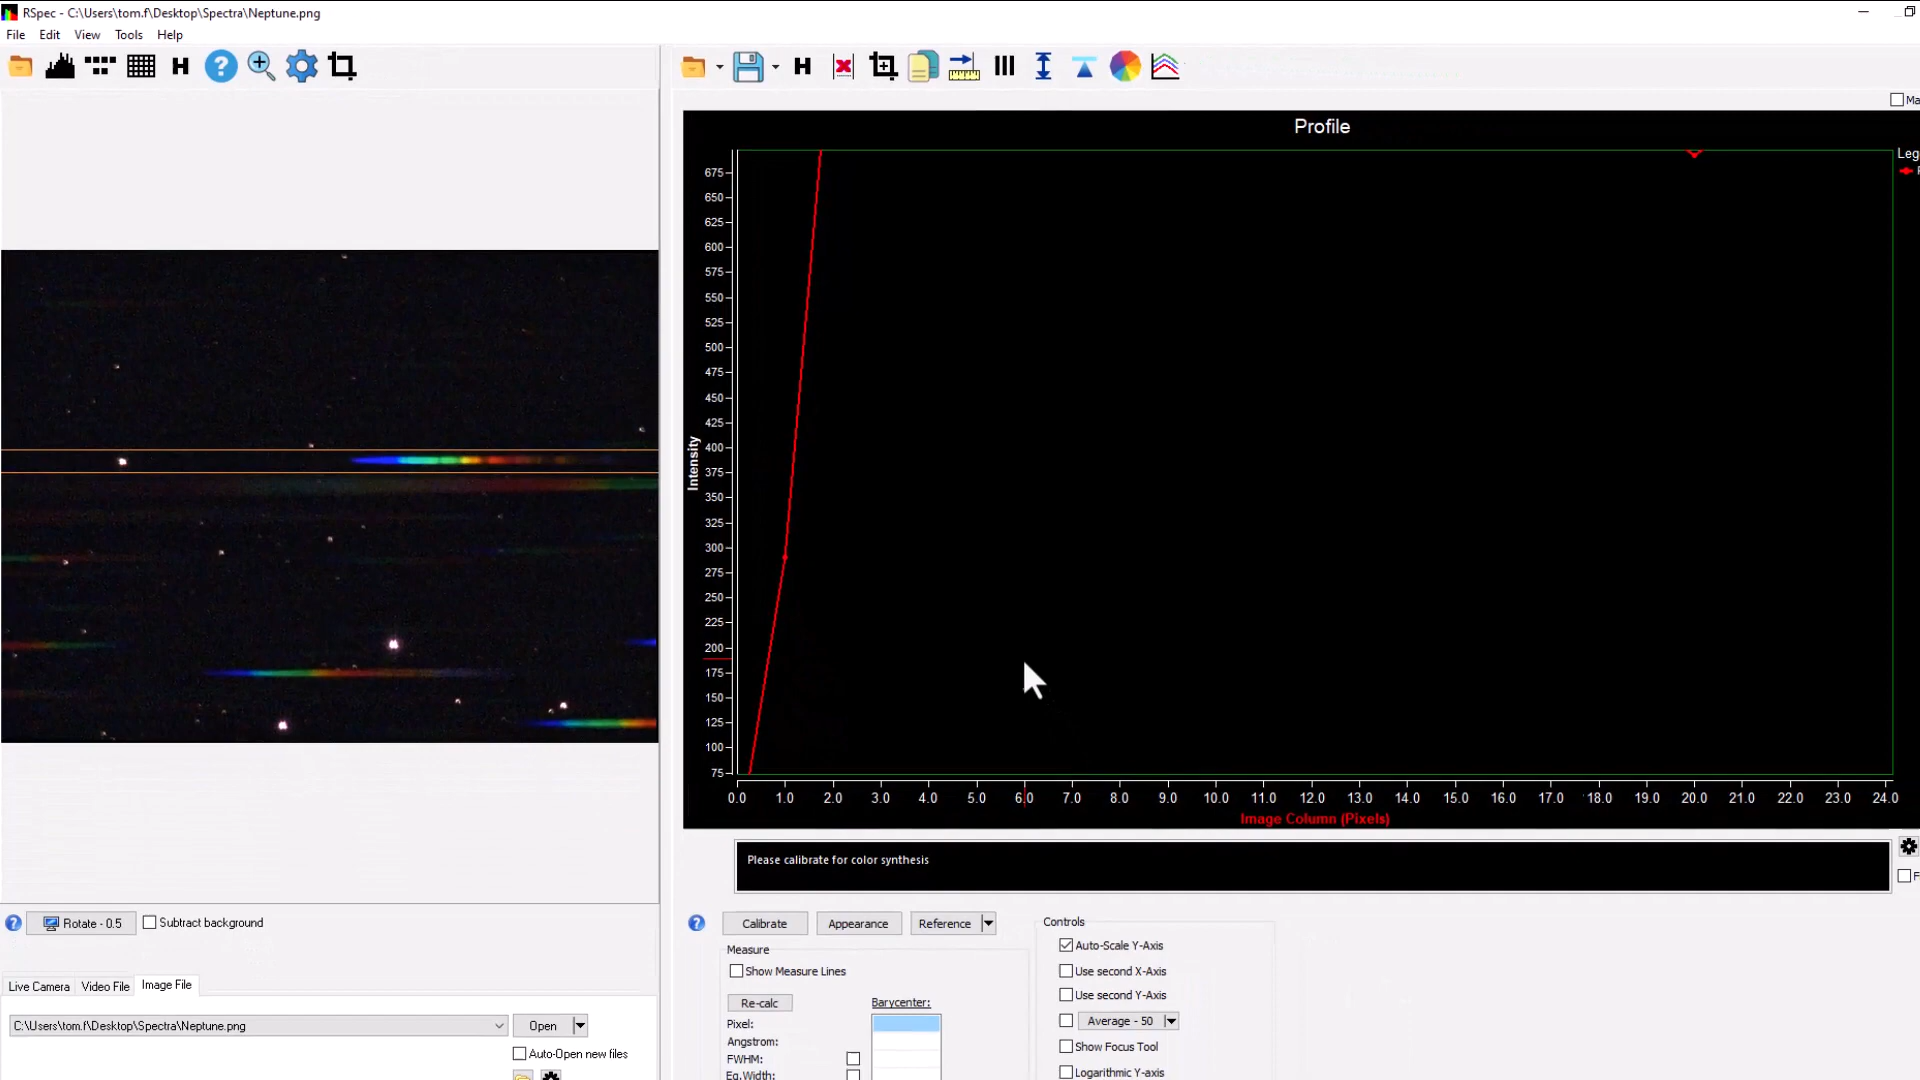 RSpec - C:\Users\tom.f\Desktop\Spectra\Neptune.png
File Edit View Tools Help
H
?
H
Ma
Profile
Leg
675
650
625
600
575
550
525
500
475
450
425
400
375
350
325
300
275
250
225
200
175
150
125
100
75
Intensity
0.0 1.0 2.0 3.0 4.0 5.0 6.0 7.0 8.0 9.0 10.0 11.0 12.0 13.0 14.0 15.0 16.0 17.0 18.0 19.0 20.0 21.0 22.0 23.0 24.0
Image Column (Pixels)
Please calibrate for color synthesis
F
? Rotate - 0.5 Subtract background
Live Camera Video File Image File
C:\Users\tom.f\Desktop\Spectra\Neptune.png Open
Auto-Open new files
? Calibrate Appearance Reference
Measure
Show Measure Lines
Re-calc Barycenter:
Pixel:
Angstrom:
FWHM:
Eq.Width:
Controls
Auto-Scale Y-Axis
Use second X-Axis
Use second Y-Axis
Average - 50
Show Focus Tool
Logarithmic Y-axis